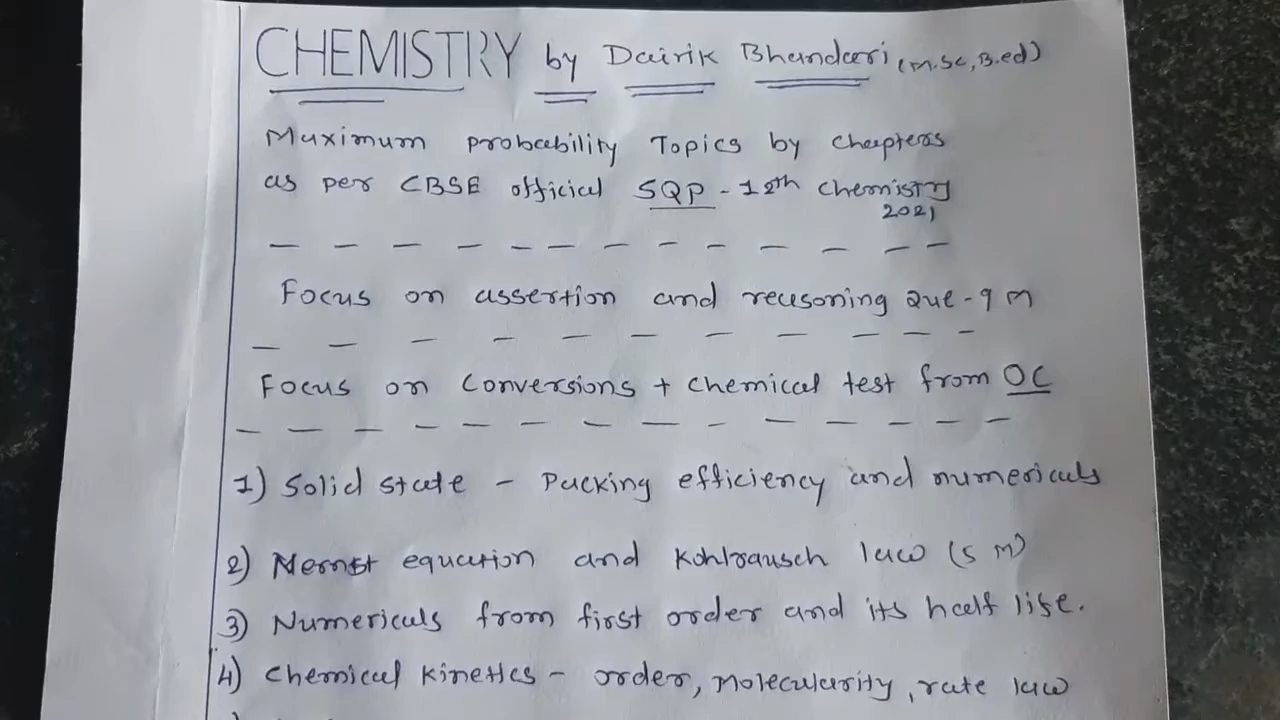 CHEMISTRY by Dairik Bhandari (M.Sc, B.ed)
Maximum probability Topics by chapters
as per CBSE official SQP - 12th chemistry
2021
Focus on assertion and reasoning Que - 9 M
Focus on conversions + chemical test from OC
1) Solid state - Packing efficiency and numericals
2) Nernst equation and Kohlrausch law (5 M)
3) Numericals from first order and its half life.
4) Chemical kinetics - order, Molecularity, rate law